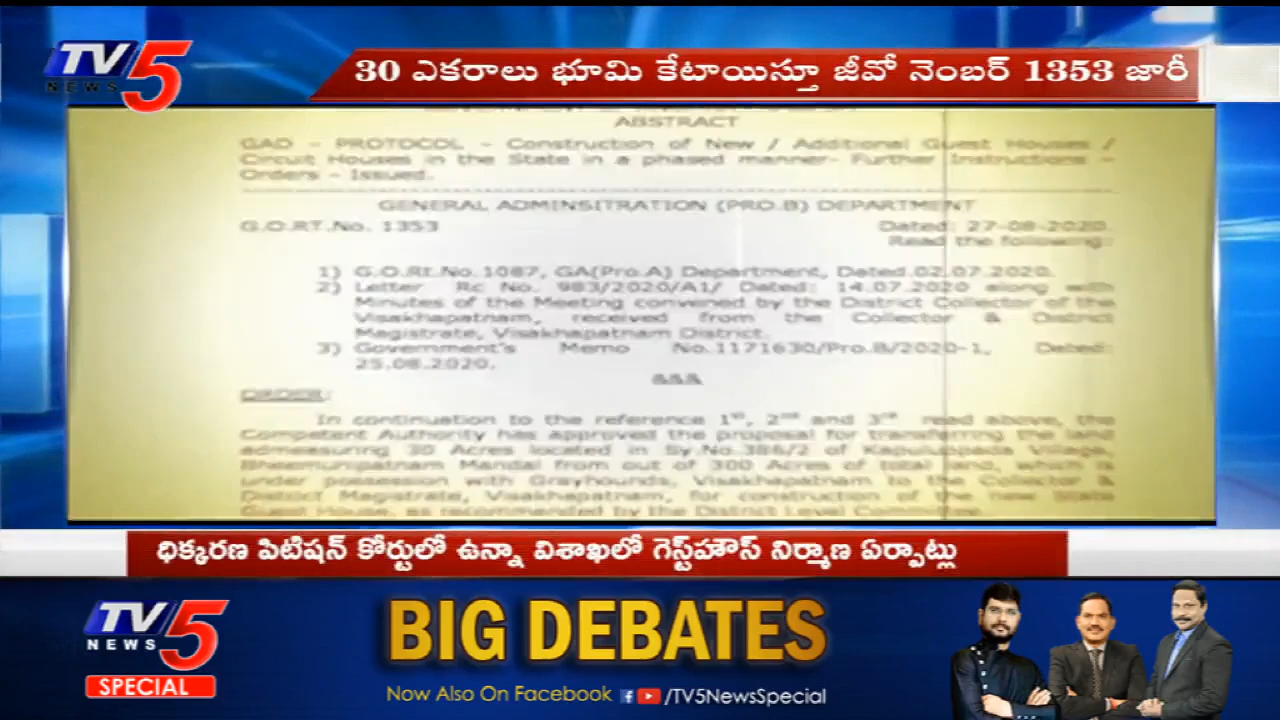 TV5
NEWS
30 ఎకరాలు భూమి కేటాయిస్తూ జీవో నెంబర్ 1353 జారీ
ABSTRACT
GAD - PROTOCOL - Construction of New / Additional Guest Houses /
Circuit Houses in the State in a phased manner- Further Instructions -
Orders - Issued.
GENERAL ADMINSITRATION (PRO.B) DEPARTMENT
G.O.RT.No. 1353
Dated: 27-08-2020.
Read the following:
1) G.O.Rt.No.1087, GA(Pro.A) Department, Dated.02.07.2020.
2) Letter Rc No. 983/2020/A1/ Dated: 14.07.2020 along with
Minutes of the Meeting convened by the District Collector of the
Visakhapatnam, received from the Collector & District
Magistrate, Visakhapatnam District.
3) Government's Memo No.1171630/Pro.B/2020-1, Dated:
25.08.2020.
&&&
ORDER:
In continuation to the reference 1st, 2nd and 3rd read above, the
Competent Authority has approved the proposal for transferring the land
admeasuring 30 Acres located in Sy.No.386/2 of Kapuluppada Village,
Bheemunipatnam Mandal from out of 300 Acres of total land, which is
under possession with Grayhounds, Visakhapatnam to the Collector &
District Magistrate, Visakhapatnam, for construction of the new State
Guest House, as recommended by the District Level Committee.
ధిక్కరణ పిటిషన్ కోర్టులో ఉన్నా విశాఖలో గెస్ట్‌హౌస్ నిర్మాణ ఏర్పాట్లు
TV5
NEWS
SPECIAL
BIG DEBATES
Now Also On Facebook /TV5NewsSpecial